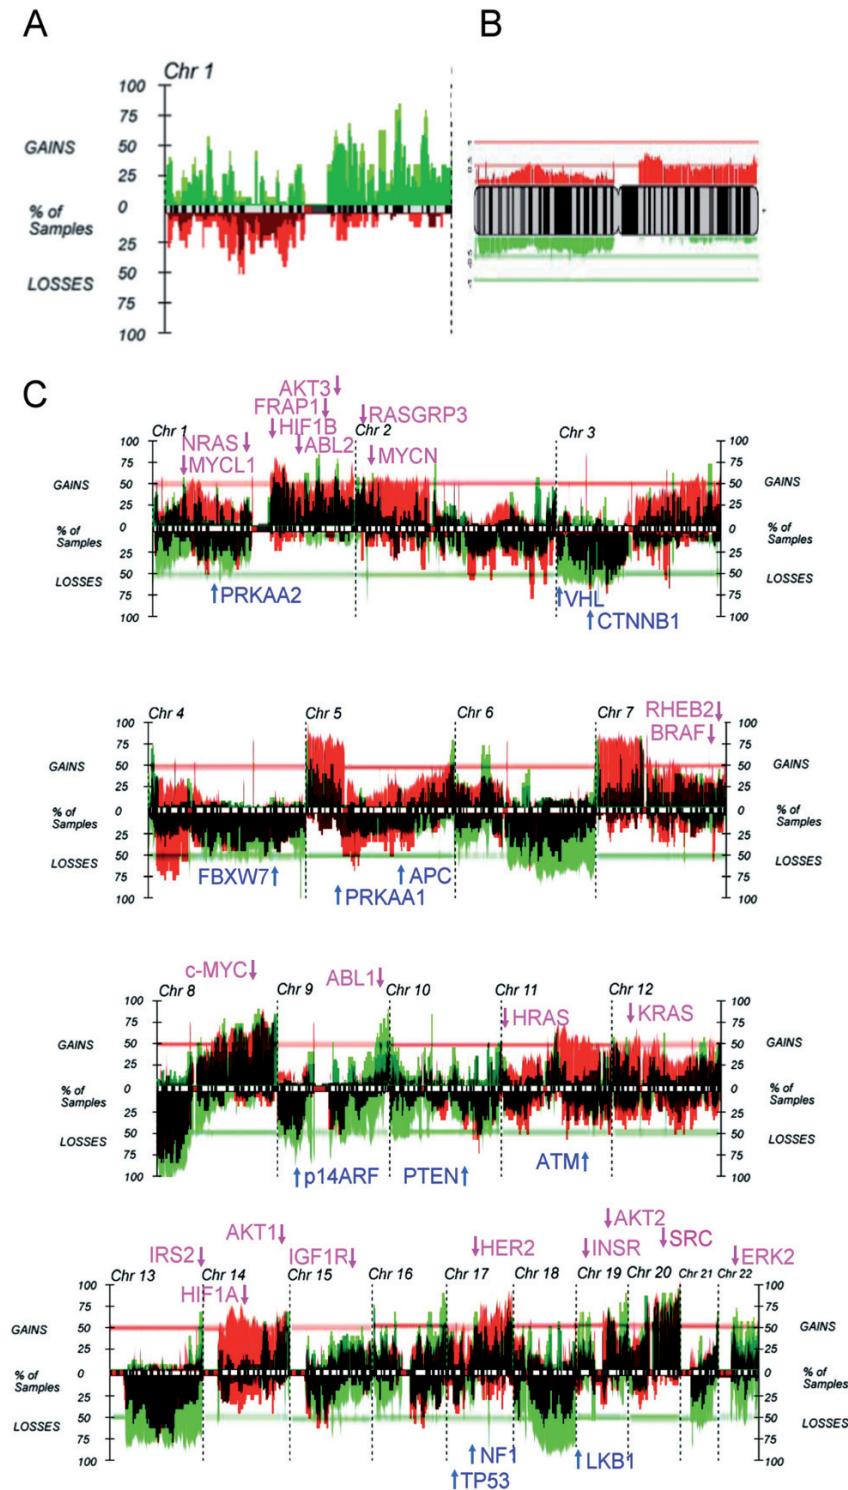 A
B
Chr 1
100
75
GAINS
50
25
0
% of
Samples
25
50
LOSSES
75
100
C
AKT3
FRAP1
RASGRP3
Chr 1
HIF1B
Chr 2
Chr 3
NRAS
ABL2
MYCL1
MYCN
100
75
50
GAINS
25
0
% of
Samples
25
50
LOSSES
75
100
100
75
50
GAINS
25
0
% of
Samples
25
50
LOSSES
75
100
PRKAA2
VHL
CTNNB1
Chr 4
Chr 5
Chr 6
Chr 7
RHEB2
BRAF
100
75
GAINS
50
25
0
% of
Samples
25
50
LOSSES
75
100
100
75
GAINS
50
25
0
% of
Samples
25
50
LOSSES
75
100
FBXW7
APC
PRKAA1
c-MYC
ABL1
Chr 8
Chr 9
Chr 10
Chr 11
Chr 12
HRAS
KRAS
100
75
GAINS
50
25
0
% of
Samples
25
50
LOSSES
75
100
100
75
GAINS
50
25
0
% of
Samples
25
50
LOSSES
75
100
p14ARF
PTEN
ATM
AKT2
AKT1
SRC
IRS2
IGF1R
HER2
INSR
ERK2
Chr 13
Chr 14
Chr 15
Chr 16
Chr 17
Chr 18
Chr 19
Chr 20
Chr 21
Chr 22
HIF1A
100
75
GAINS
50
25
0
% of
Samples
25
50
LOSSES
75
100
100
75
GAINS
50
25
0
% of
Samples
25
50
LOSSES
75
100
NF1
LKB1
TP53